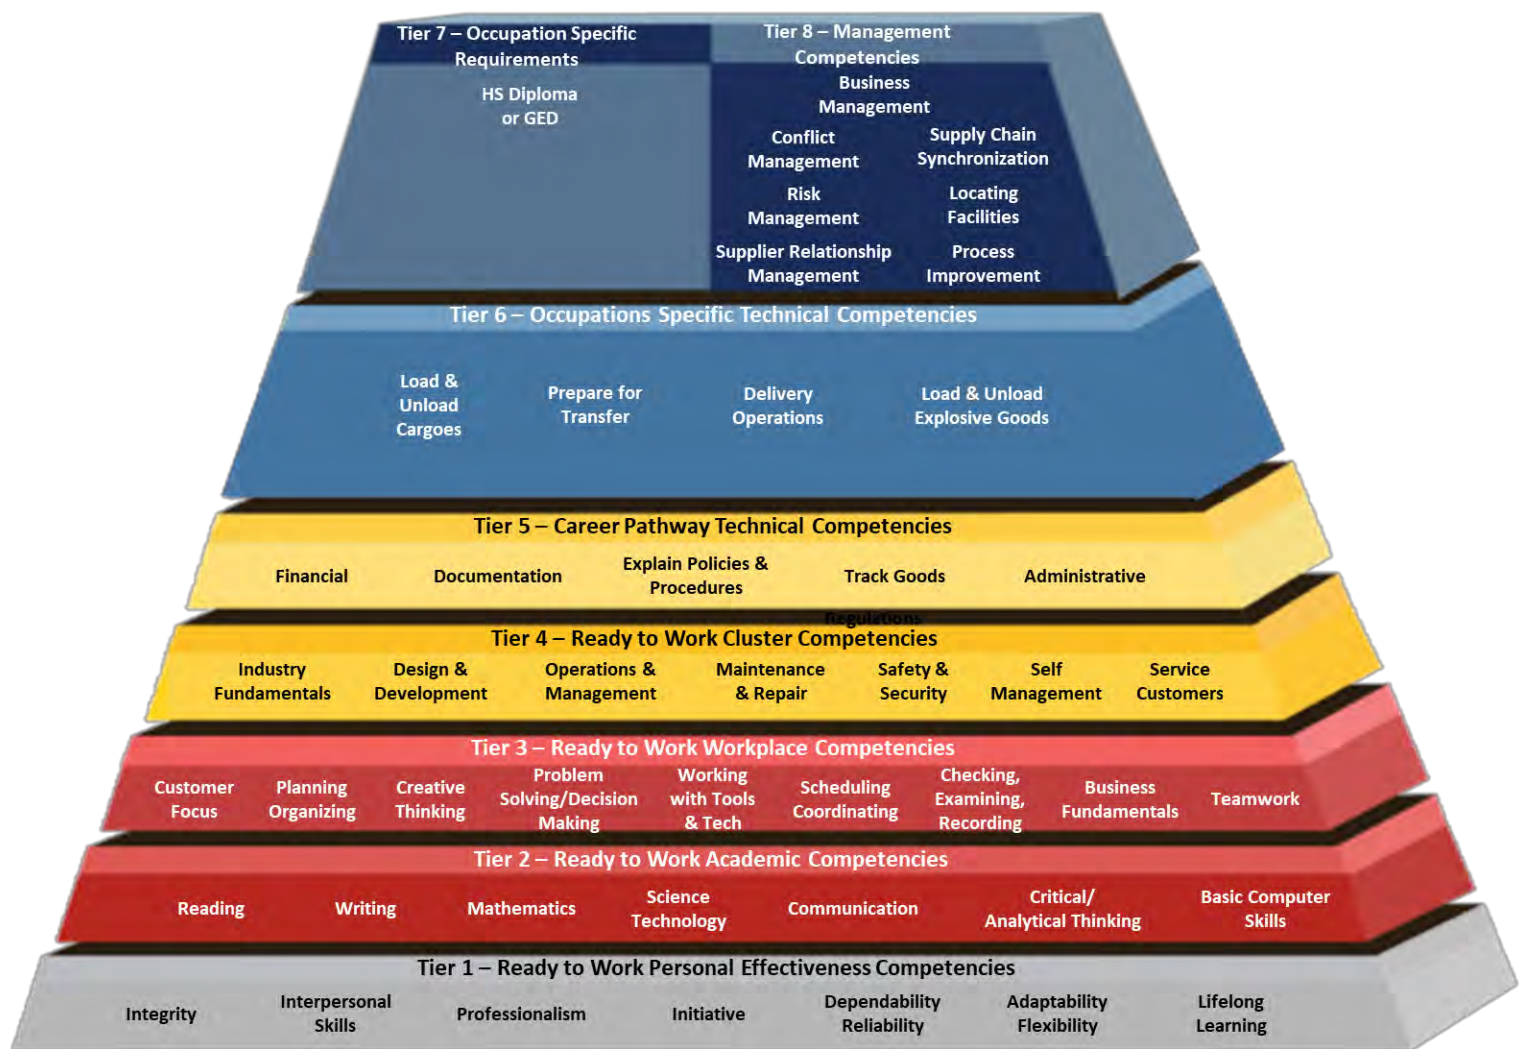 Tier 7 – Occupation Specific
Requirements
HS Diploma
or GED
Tier 8 – Management
Competencies
Business
Management
Conflict
Management
Supply Chain
Synchronization
Risk
Management
Locating
Facilities
Supplier Relationship
Management
Process
Improvement
Tier 6 – Occupations Specific Technical Competencies
Load &
Unload
Cargoes
Prepare for
Transfer
Delivery
Operations
Load & Unload
Explosive Goods
Tier 5 – Career Pathway Technical Competencies
Financial
Documentation
Explain Policies &
Procedures
Track Goods
Administrative
Regulations
Tier 4 – Ready to Work Cluster Competencies
Industry
Fundamentals
Design &
Development
Operations &
Management
Maintenance
& Repair
Safety &
Security
Self
Management
Service
Customers
Tier 3 – Ready to Work Workplace Competencies
Customer
Focus
Planning
Organizing
Creative
Thinking
Problem
Solving/Decision
Making
Working
with Tools
& Tech
Scheduling
Coordinating
Checking,
Examining,
Recording
Business
Fundamentals
Teamwork
Tier 2 – Ready to Work Academic Competencies
Reading
Writing
Mathematics
Science
Technology
Communication
Critical/
Analytical Thinking
Basic Computer
Skills
Tier 1 – Ready to Work Personal Effectiveness Competencies
Integrity
Interpersonal
Skills
Professionalism
Initiative
Dependability
Reliability
Adaptability
Flexibility
Lifelong
Learning